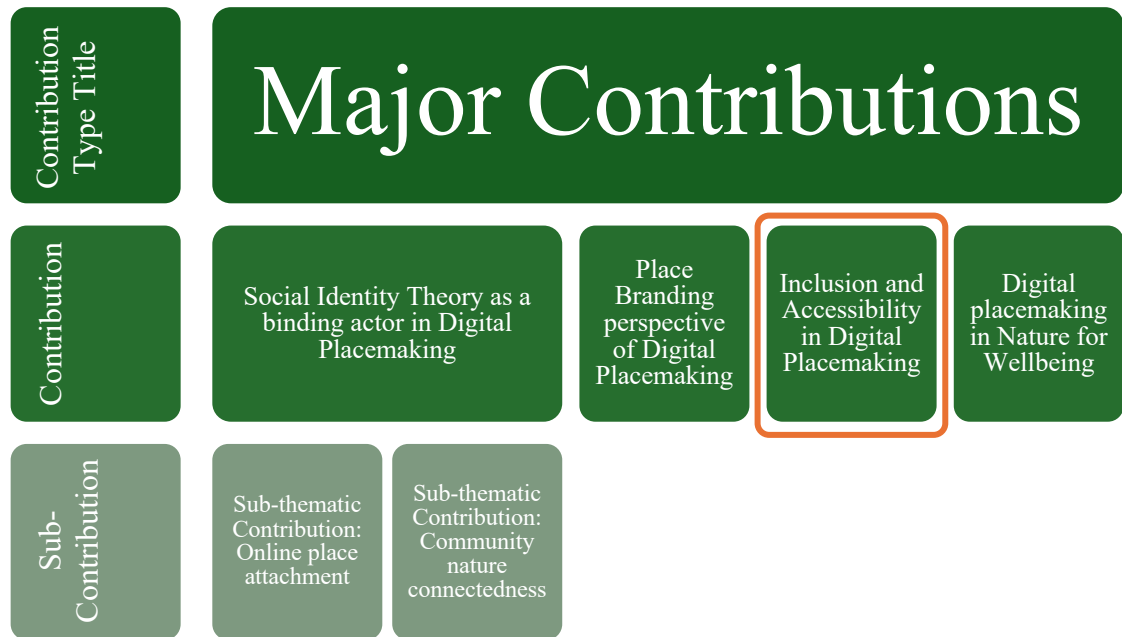 Contribution
Type Title
Major Contributions
Contribution
Social Identity Theory as a
binding actor in Digital
Placemaking
Place
Branding
perspective
of Digital
Placemaking
Inclusion and
Accessibility
in Digital
Placemaking
Digital
placemaking
in Nature for
Wellbeing
Sub-
Contribution
Sub-thematic
Contribution:
Online place
attachment
Sub-thematic
Contribution:
Community
nature
connectedness